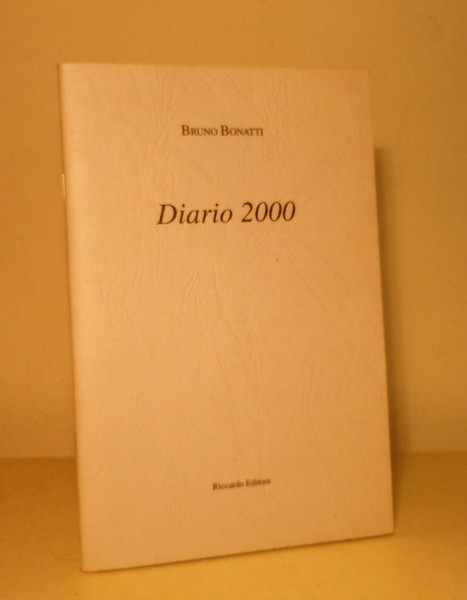 BRUNO BONATTI
Diario 2000
Riccardo Editore